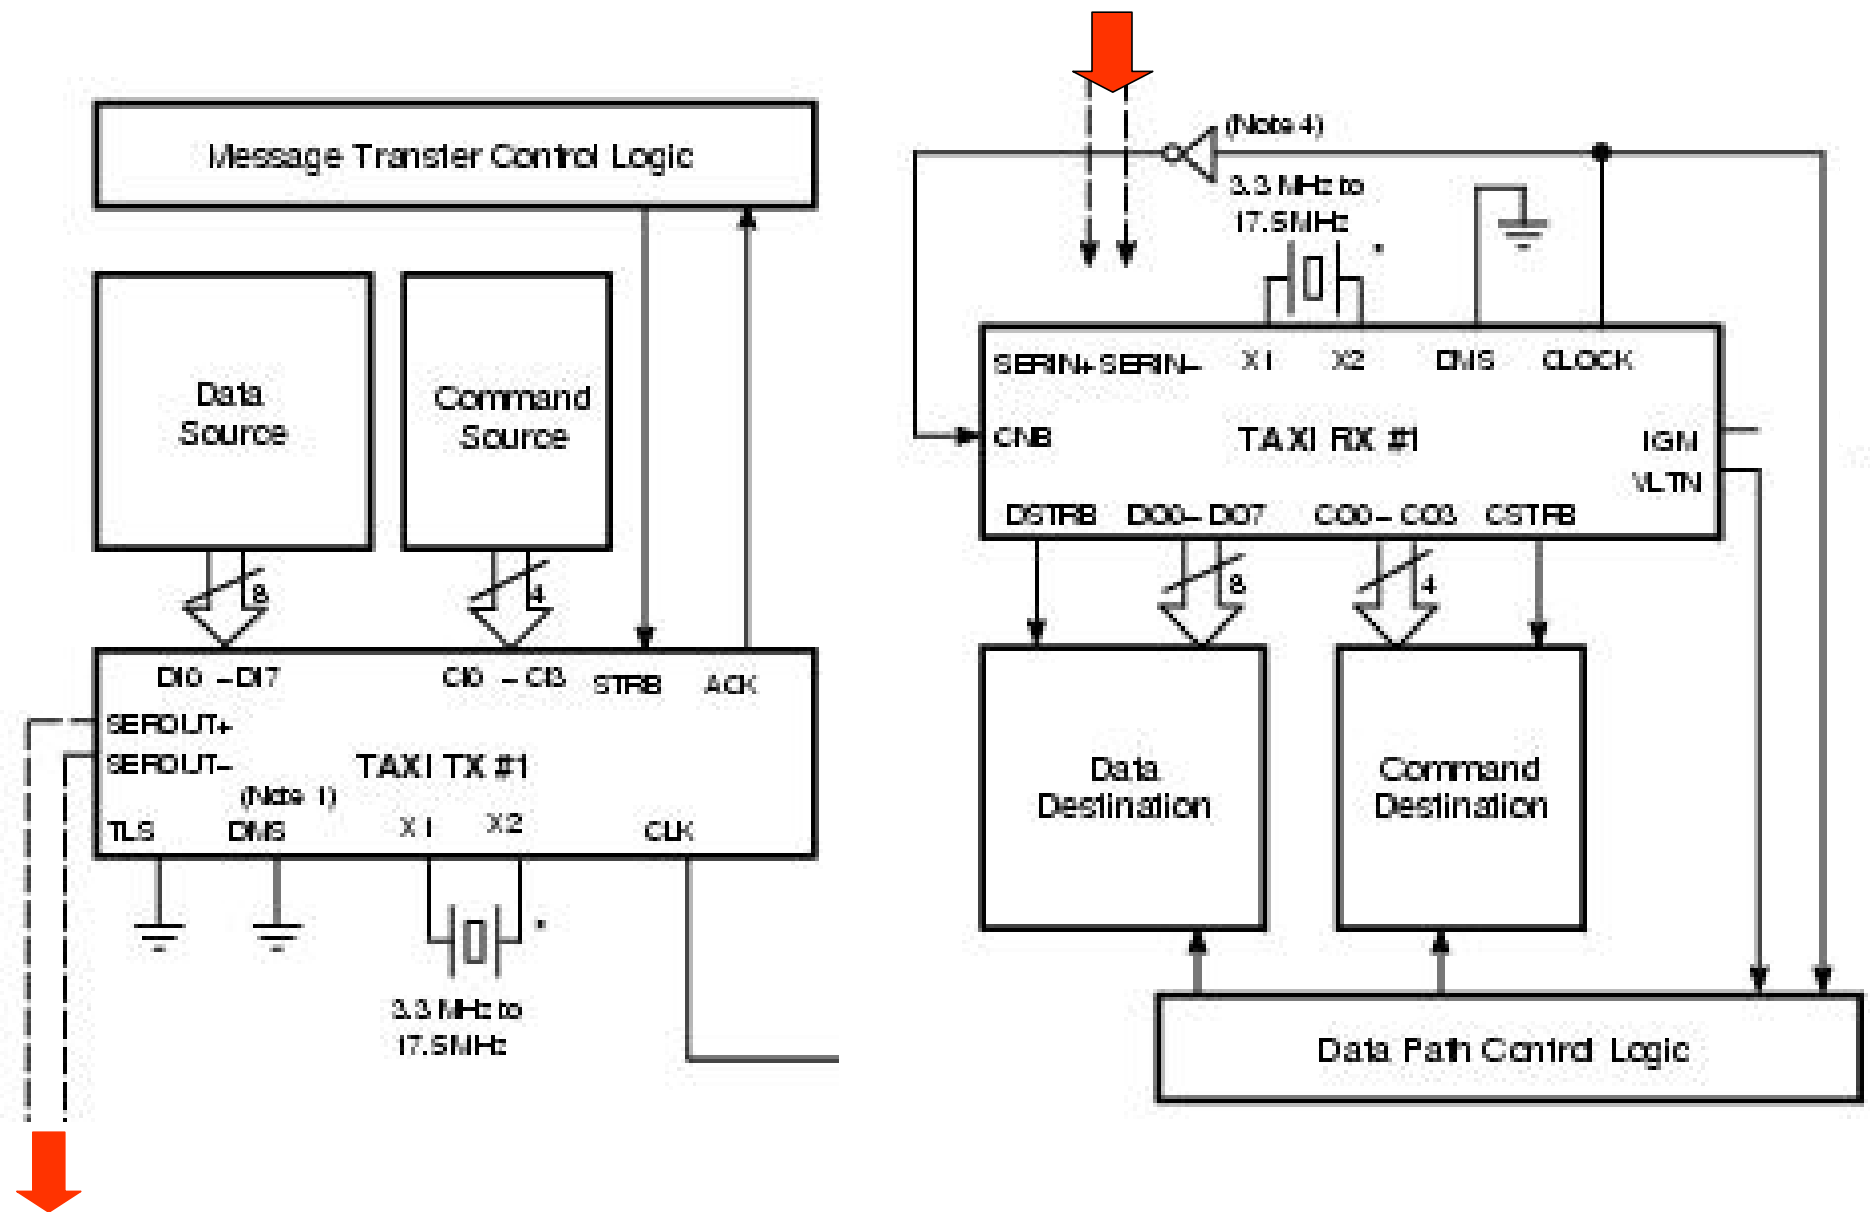 Message Transfer Control Logic
Data
Source
Command
Source
8
4
DI0 – DI7
CI0 – CI3
STRB
ACK
SEROUT+
SEROUT–
TAXI TX #1
(Note 1)
TLS
DMS
X1
X2
CLK
*
3.3 MHz to
17.5MHz
(Note 4)
3.3 MHz to
17.5MHz
*
SERIN+ SERIN–
X1
X2
DMS
CLOCK
CNB
TAXI RX #1
IGM
VLTN
DSTRB
DO0– DO7
CO0– CO3
CSTRB
8
4
Data
Destination
Command
Destination
Data Path Control Logic